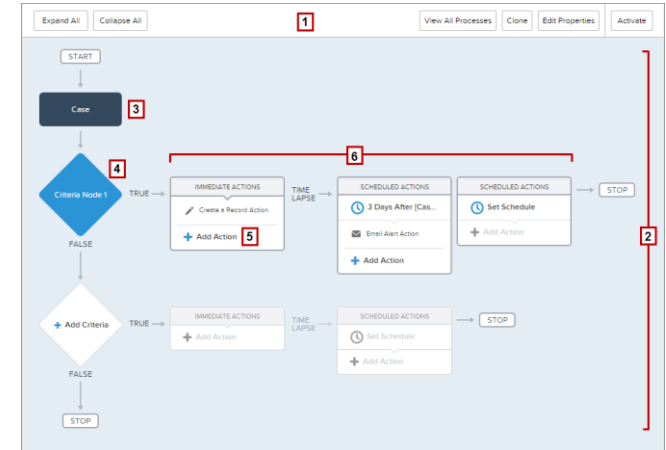 Expand All Collapse All 1 View All Processes Clone Edit Properties Activate
START
Case 3
4
6
Criteria Node 1 TRUE
IMMEDIATE ACTIONS
Create a Record Action
+ Add Action 5
TIME
LAPSE
SCHEDULED ACTIONS
3 Days After [Cas...
Email Alert Action
+ Add Action
SCHEDULED ACTIONS
Set Schedule
+ Add Action
STOP
2
FALSE
+ Add Criteria TRUE
IMMEDIATE ACTIONS
+ Add Action
TIME
LAPSE
SCHEDULED ACTIONS
Set Schedule
+ Add Action
STOP
FALSE
STOP